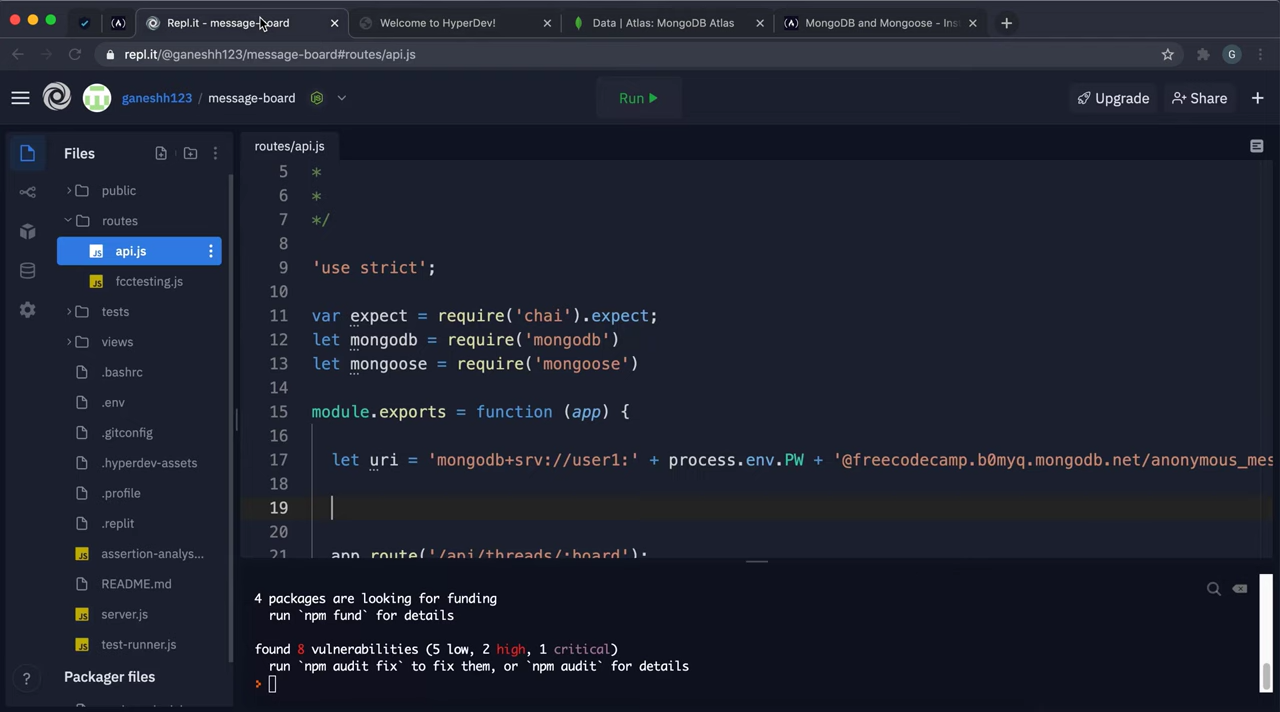 Repl.it - message-board
Welcome to HyperDev!
Data | Atlas: MongoDB Atlas
MongoDB and Mongoose - Inst
repl.it/@ganeshh123/message-board#routes/api.js
G
ganeshh123 / message-board
Run
Upgrade
Share
Files
public
routes
JS api.js
JS fcctesting.js
tests
views
.bashrc
.env
.gitconfig
.hyperdev-assets
.profile
.replit
JS assertion-analys...
README.md
JS server.js
JS test-runner.js
Packager files
?
routes/api.js
5 *
6 *
7 */
8
9 'use strict';
10
11 var expect = require('chai').expect;
12 let mongodb = require('mongodb')
13 let mongoose = require('mongoose')
14
15 module.exports = function (app) {
16
17 let uri = 'mongodb+srv://user1:' + process.env.PW + '@freecodecamp.b0myq.mongodb.net/anonymous_mes
18
19
20
21 app.route('/api/threads/:board');
4 packages are looking for funding
run `npm fund` for details
found 8 vulnerabilities (5 low, 2 high, 1 critical)
run `npm audit fix` to fix them, or `npm audit` for details
>